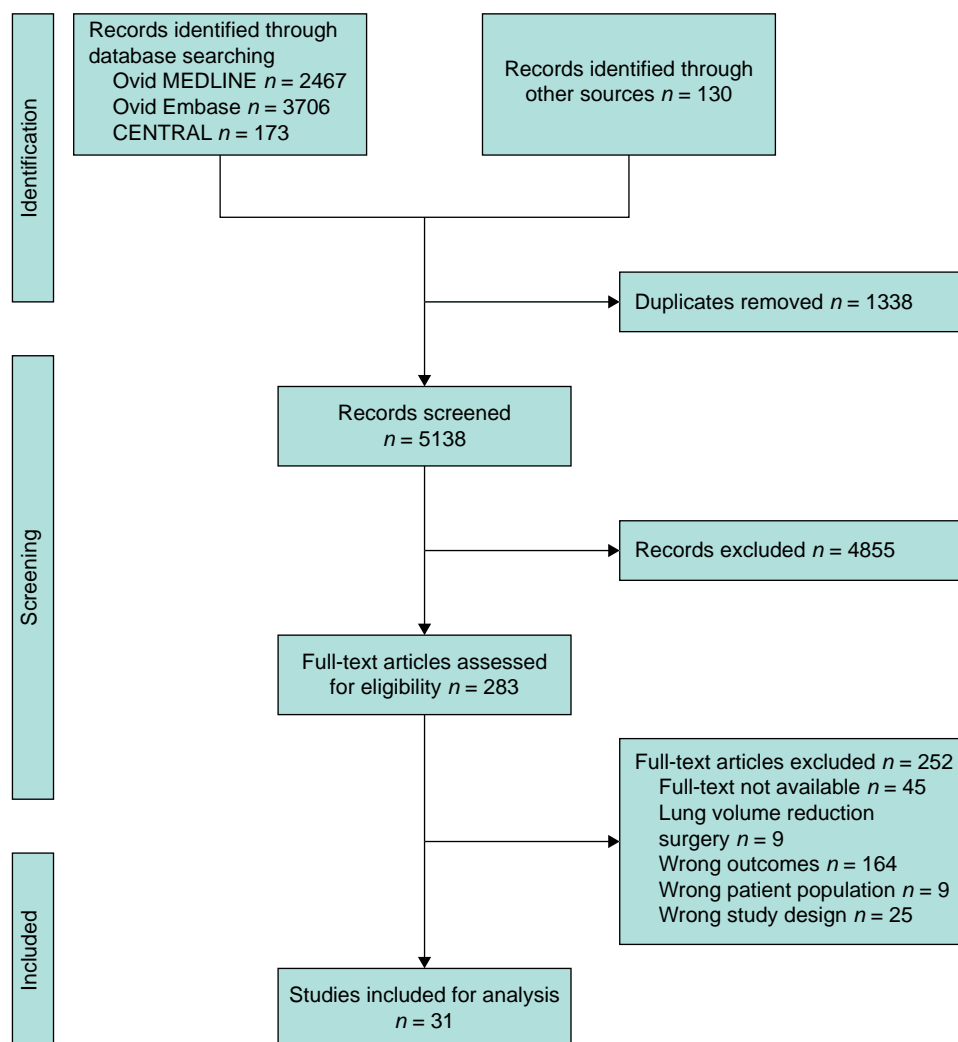 Identification
Records identified through
database searching
Ovid MEDLINE n = 2467
Ovid Embase n = 3706
CENTRAL n = 173
Records identified through
other sources n = 130
Duplicates removed n = 1338
Screening
Records screened
n = 5138
Records excluded n = 4855
Full-text articles assessed
for eligibility n = 283
Full-text articles excluded n = 252
Full-text not available n = 45
Lung volume reduction
surgery n = 9
Wrong outcomes n = 164
Wrong patient population n = 9
Wrong study design n = 25
Included
Studies included for analysis
n = 31